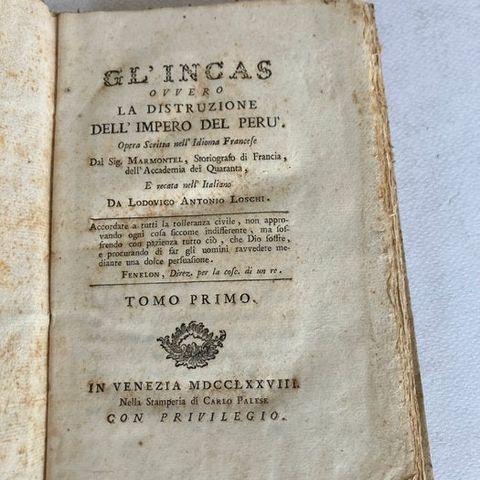 GL'INCAS
OVVERO
LA DISTRUZIONE
DELL'IMPERO DEL PERU'.
Opera Scritta nell'Idioma Francese
Dal Sig. MARMONTEL, Storiografo di Francia,
dell'Accademia dei Quaranta,
E recata nell'Italiano
DA LODOVICO ANTONIO LOSCHI.
Accordate a tutti la tolleranza civile, non appro-
vando ogni cosa siccome indifferente, ma sof-
frendo con pazienza tutto ciò, che Dio soffre,
e procurando di far gli uomini ravvedere me-
diante una dolce persuasione.
FENELON, Direz. per la cosc. di un re.
TOMO PRIMO.
IN VENEZIA MDCCLXXVIII.
Nella Stamperia di CARLO PALESE
CON PRIVILEGIO.